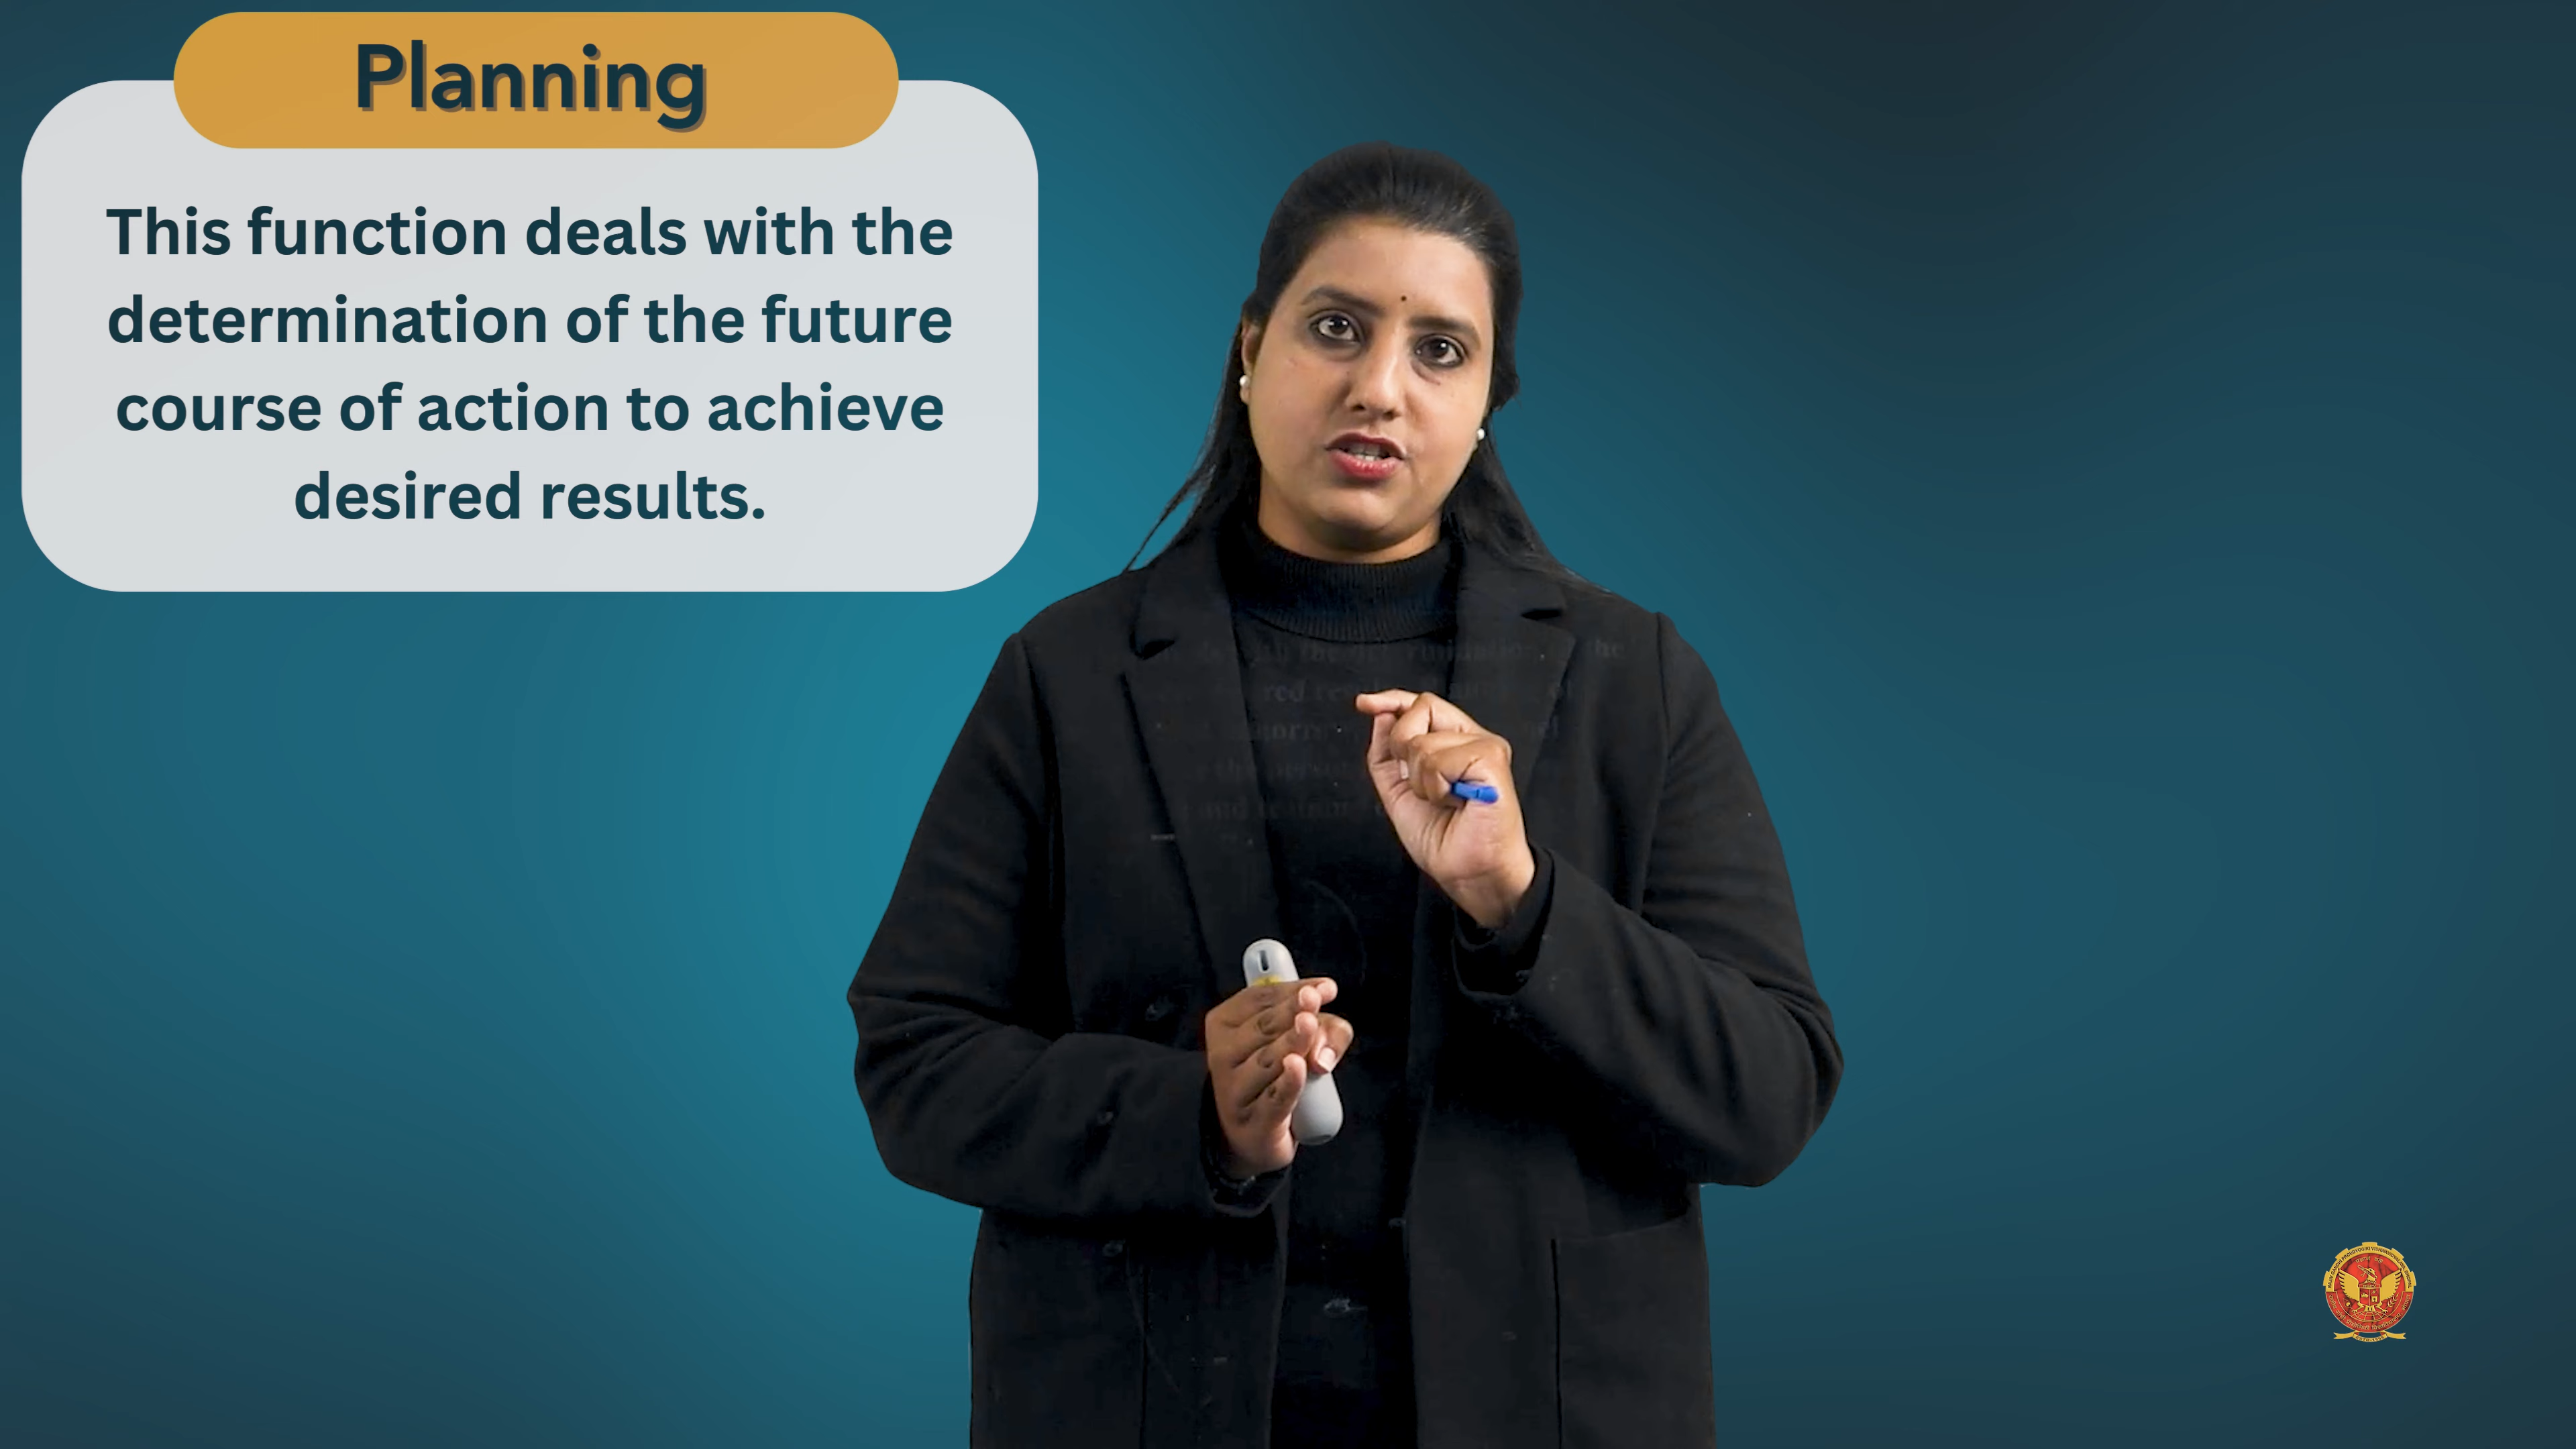 Planning
This function deals with the
determination of the future
course of action to achieve
desired results.